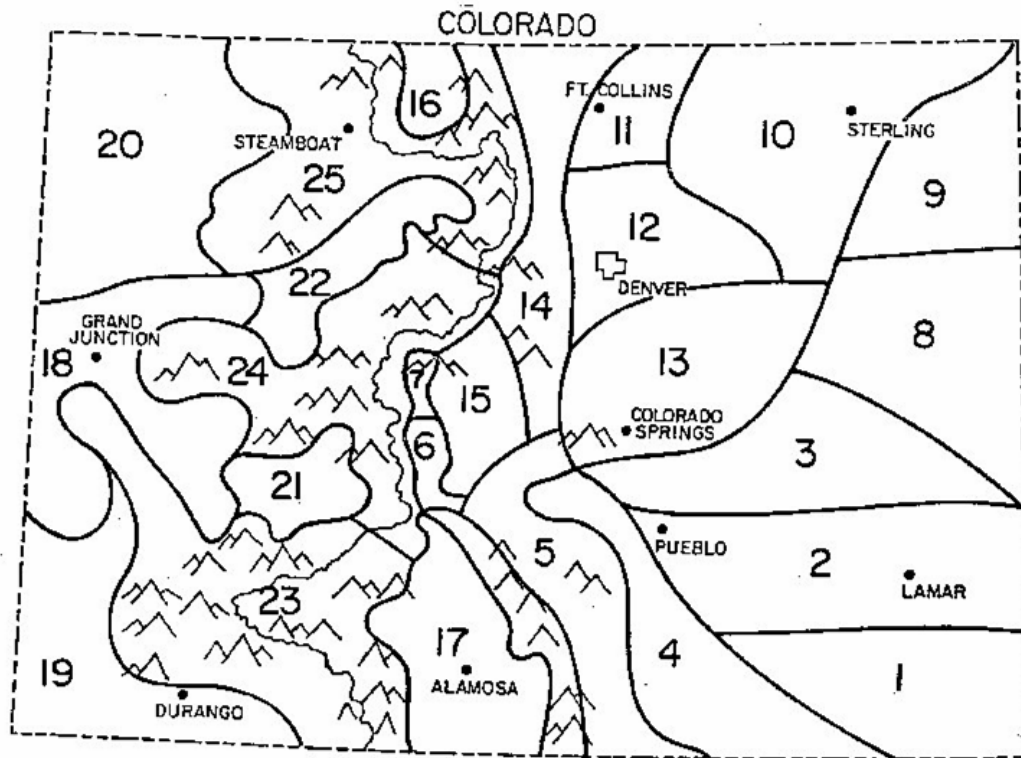 COLORADO
16
FT. COLLINS
11
10
STERLING
20
STEAMBOAT
25
9
12
DENVER
22
14
GRAND
JUNCTION
18
24
7
15
13
8
COLORADO
SPRINGS
6
3
21
5
PUEBLO
2
LAMAR
23
17
ALAMOSA
4
1
19
DURANGO